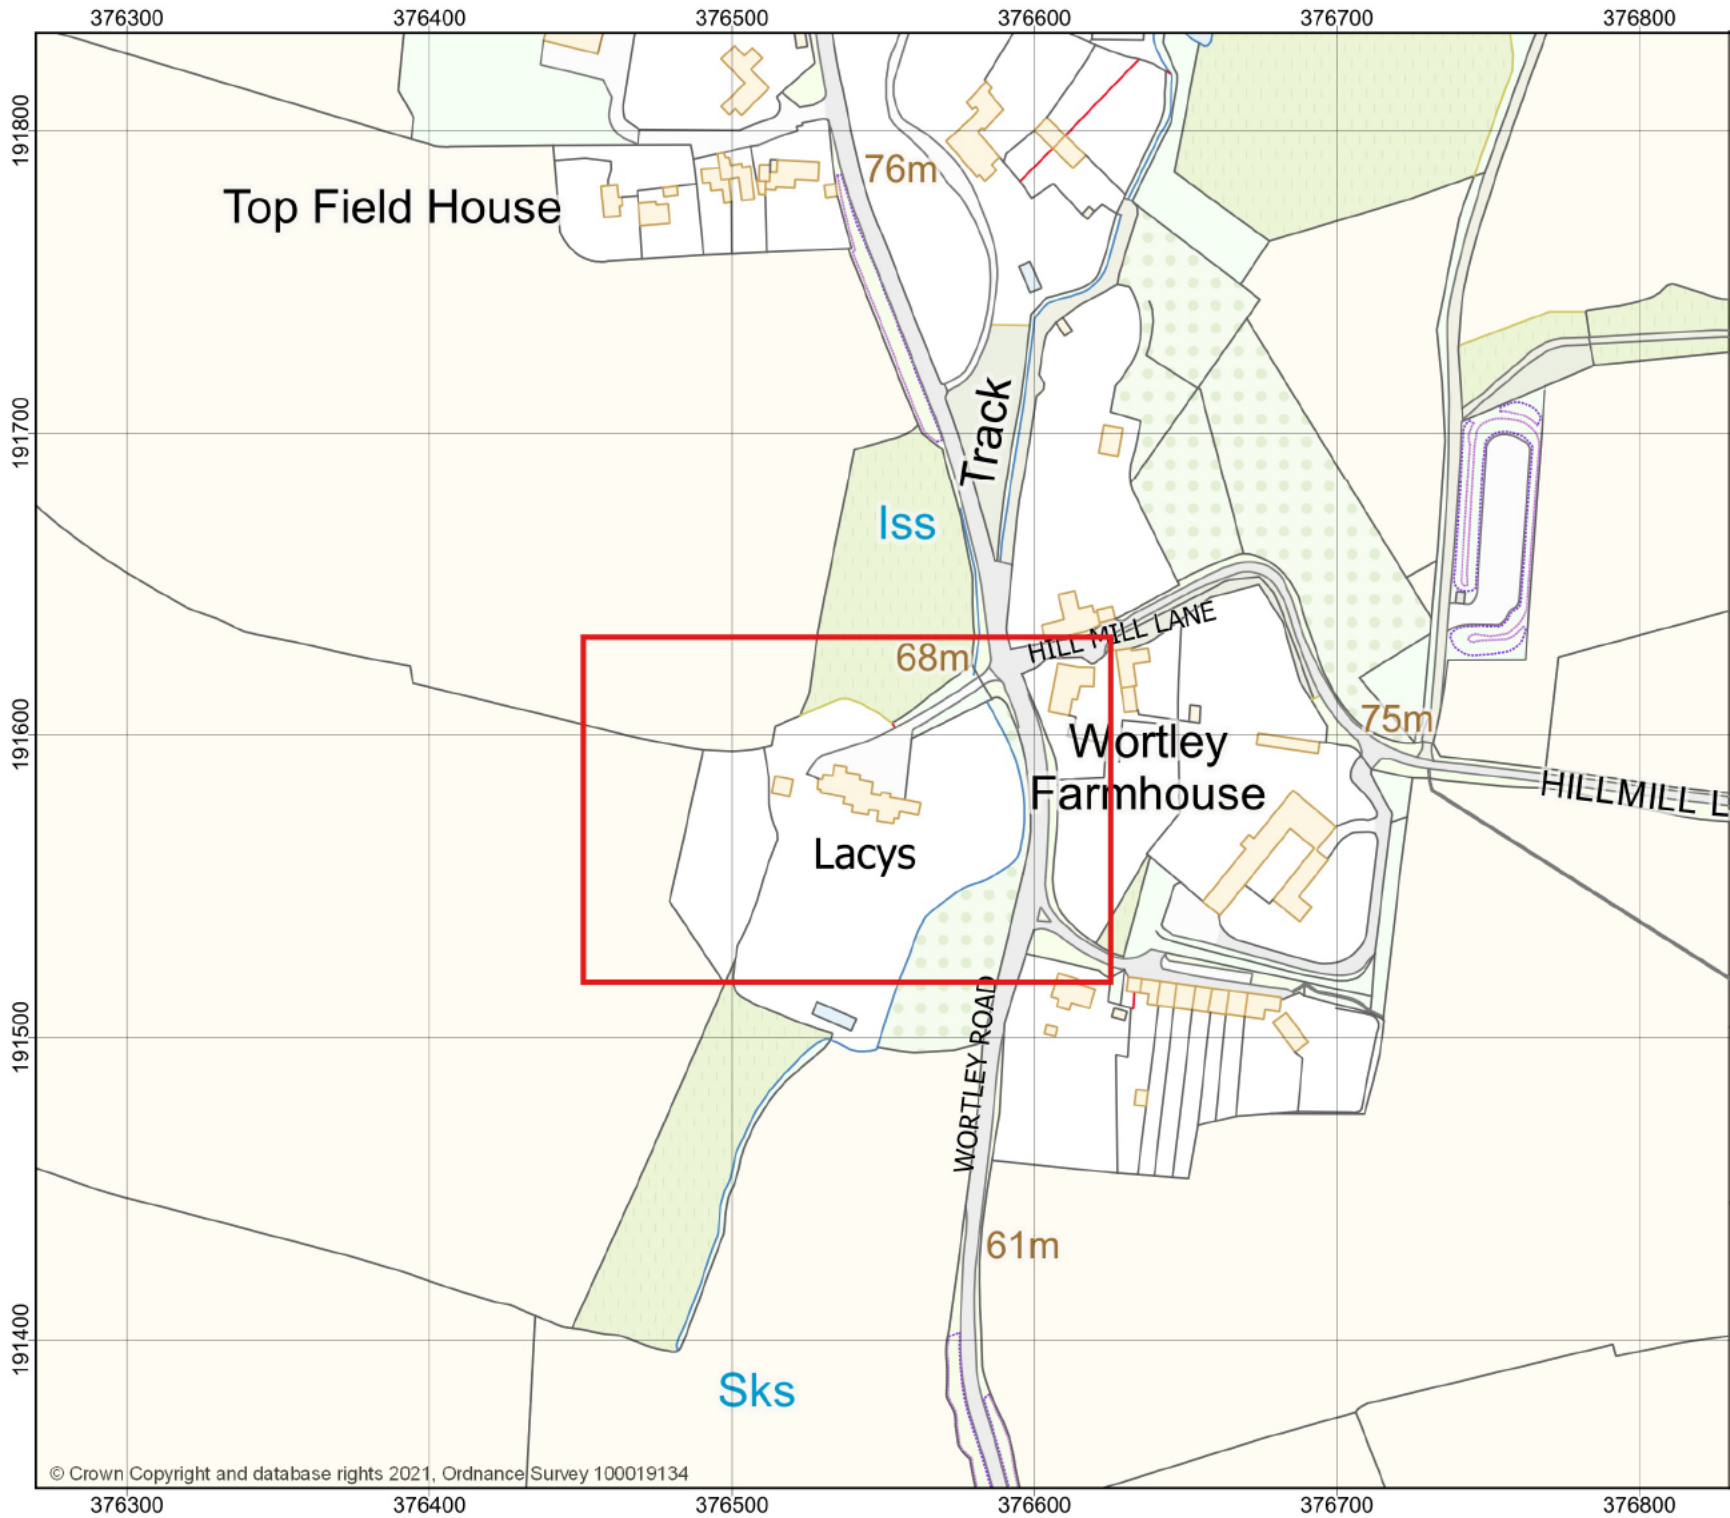 376300 376400 376500 376600 376700 376800
191800
76m
Top Field House
Track
191700
Iss
HILL MILL LANE
68m
191600
75m
Wortley
Farmhouse
HILLMILL L
Lacys
191500
WORTLEY ROAD
61m
191400
Sks
© Crown Copyright and database rights 2021, Ordnance Survey 100019134
376300 376400 376500 376600 376700 376800